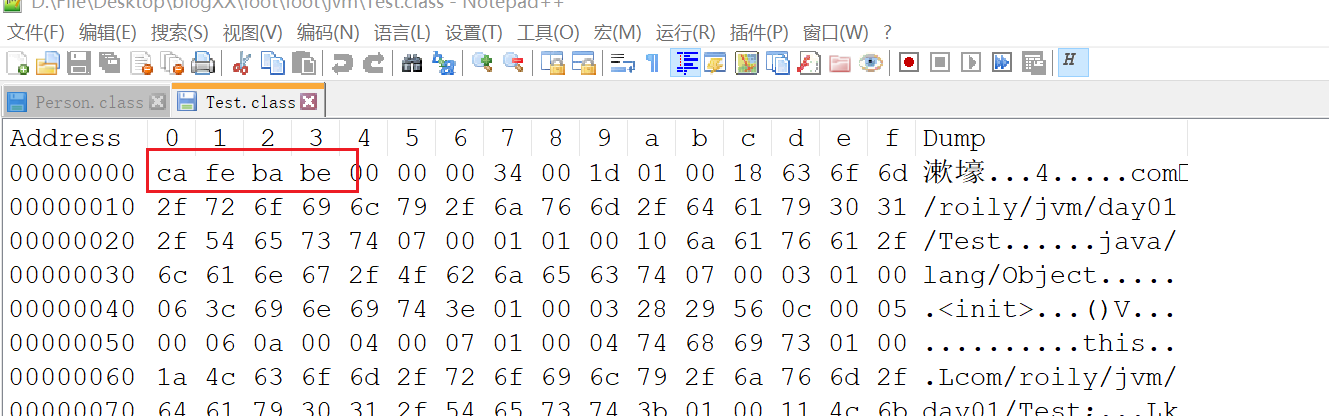 D:\File\Desktop\blogXX\foot\foot\jvm\Test.class - Notepad++
文件(F) 编辑(E) 搜索(S) 视图(V) 编码(N) 语言(L) 设置(T) 工具(O) 宏(M) 运行(R) 插件(P) 窗口(W) ?
Person.class Test.class
Address 0 1 2 3 4 5 6 7 8 9 a b c d e f Dump
00000000 ca fe ba be 00 00 00 34 00 1d 01 00 18 63 6f 6d 漱壕...4.....com
00000010 2f 72 6f 69 6c 79 2f 6a 76 6d 2f 64 61 79 30 31 /roily/jvm/day01
00000020 2f 54 65 73 74 07 00 01 01 00 10 6a 61 76 61 2f /Test......java/
00000030 6c 61 6e 67 2f 4f 62 6a 65 63 74 07 00 03 01 00 lang/Object.....
00000040 06 3c 69 6e 69 74 3e 01 00 03 28 29 56 0c 00 05 .<init>...()V...
00000050 00 06 0a 00 04 00 07 01 00 04 74 68 69 73 01 00 ..........this..
00000060 1a 4c 63 6f 6d 2f 72 6f 69 6c 79 2f 6a 76 6d 2f .Lcom/roily/jvm/
00000070 64 61 79 30 31 2f 54 65 73 74 3b 01 00 11 4c 6b day01/Test;...Lk